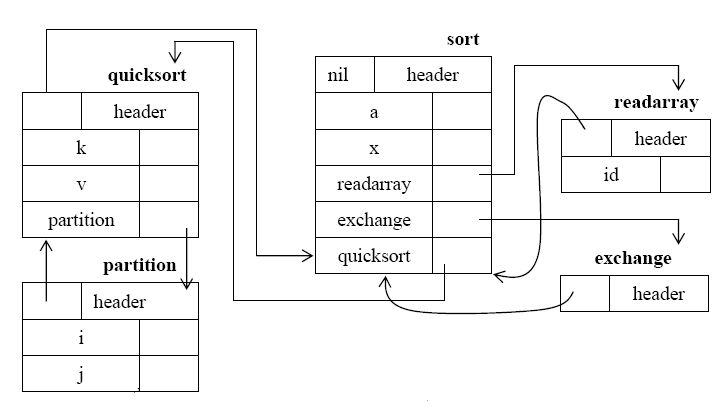 sort
nil header
a
x
readarray
exchange
quicksort
quicksort
header
k
v
partition
partition
header
i
j
readarray
header
id
exchange
header